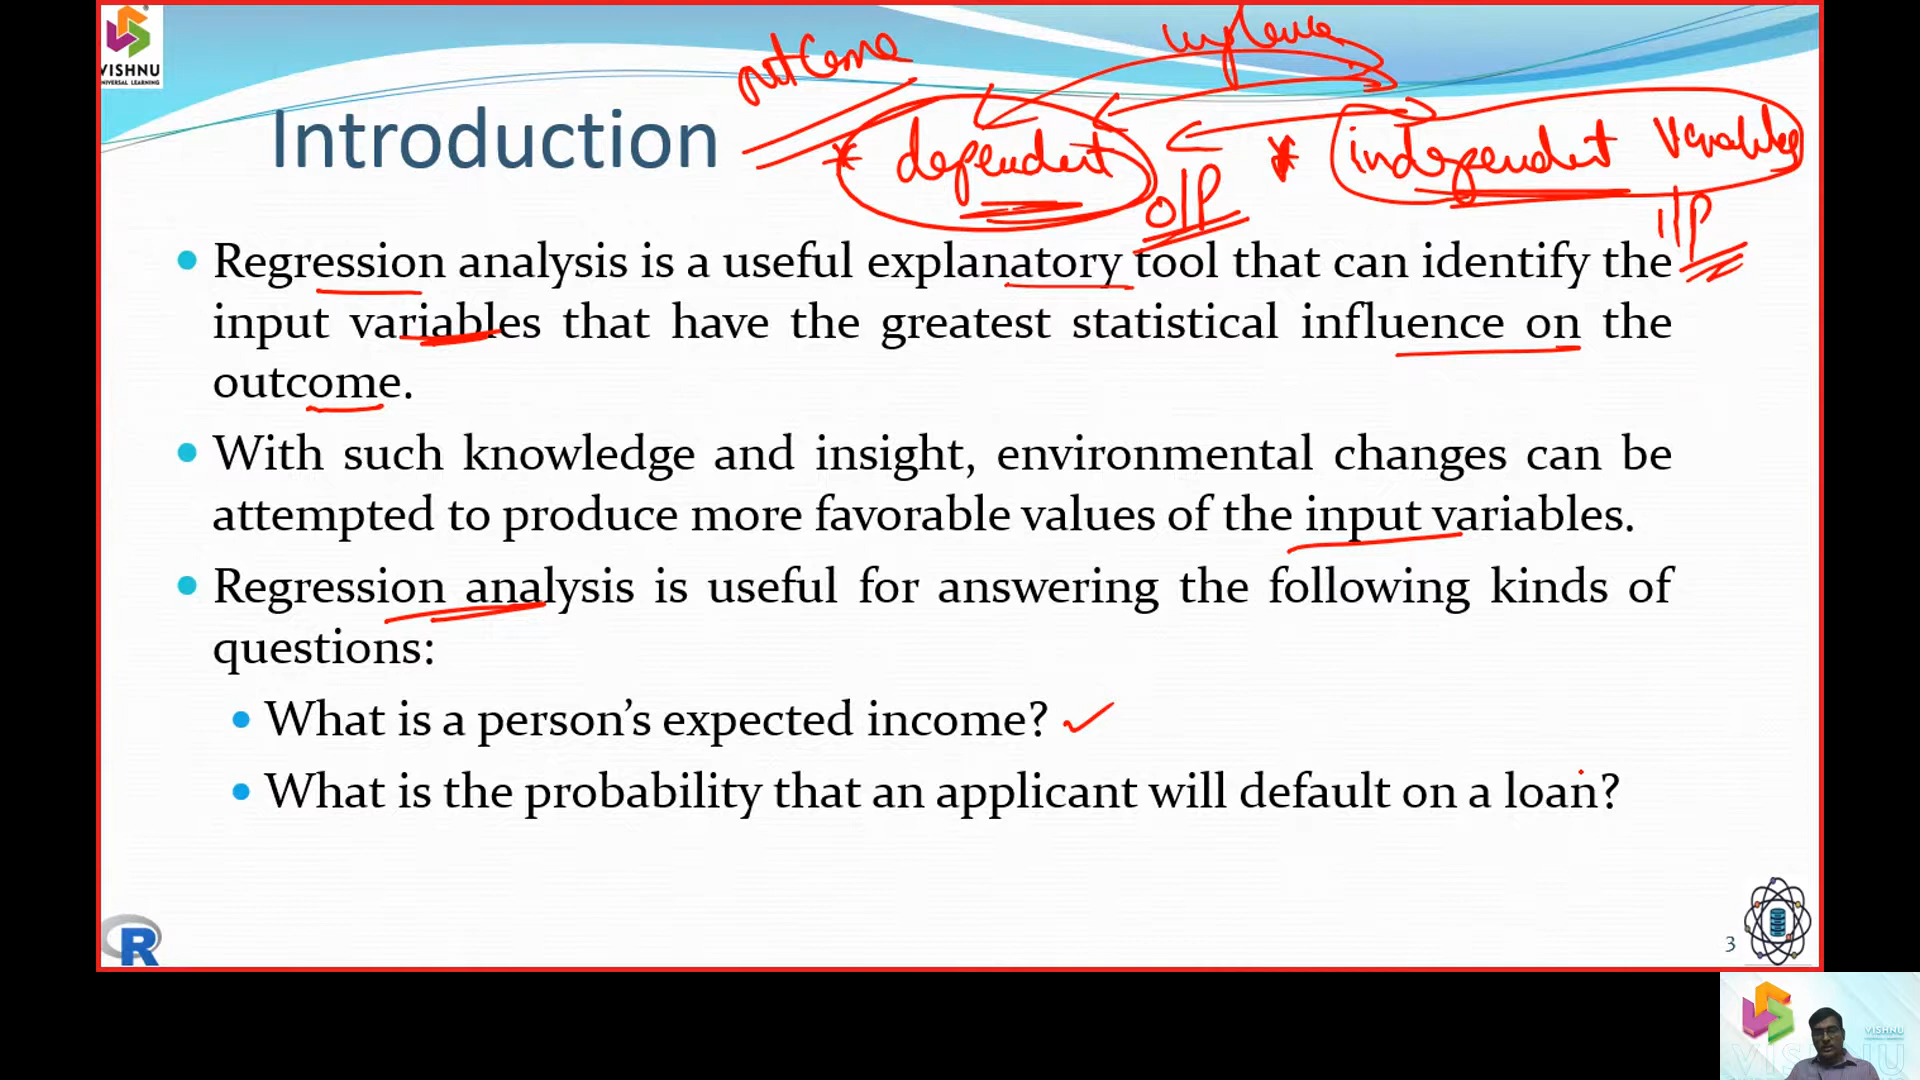 VISHNU
UNIVERSAL LEARNING
outcome
influence
Introduction
* dependent
* independent variables
O/P
I/P
• Regression analysis is a useful explanatory tool that can identify the
input variables that have the greatest statistical influence on the
outcome.
• With such knowledge and insight, environmental changes can be
attempted to produce more favorable values of the input variables.
• Regression analysis is useful for answering the following kinds of
questions:
• What is a person’s expected income?
• What is the probability that an applicant will default on a loan?
R
3
VISHNU